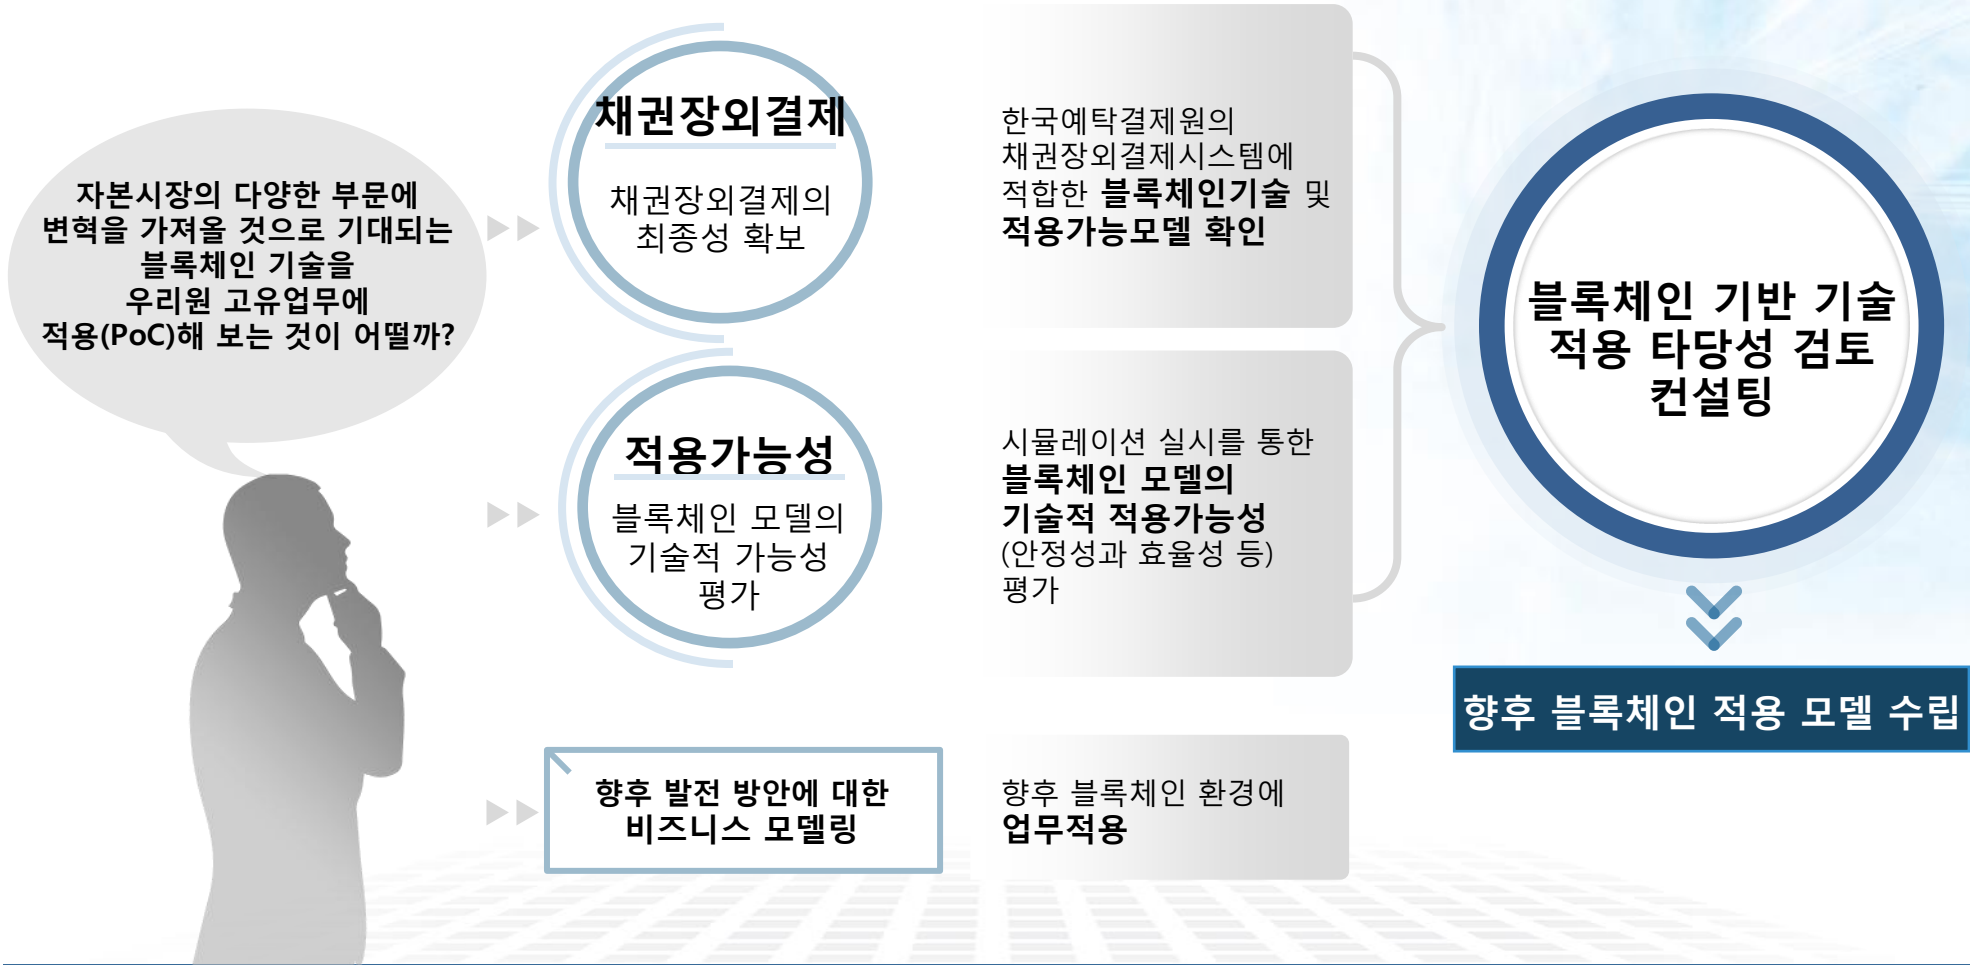 자본시장의 다양한 부문에
변혁을 가져올 것으로 기대되는
블록체인 기술을
우리원 고유업무에
적용(PoC)해 보는 것이 어떨까?
채권장외결제
채권장외결제의
최종성 확보
한국예탁결제원의
채권장외결제시스템에
적합한 블록체인기술 및
적용가능모델 확인
적용가능성
블록체인 모델의
기술적 가능성
평가
시뮬레이션 실시를 통한
블록체인 모델의
기술적 적용가능성
(안정성과 효율성 등)
평가
향후 발전 방안에 대한
비즈니스 모델링
향후 블록체인 환경에
업무적용
블록체인 기반 기술
적용 타당성 검토
컨설팅
향후 블록체인 적용 모델 수립